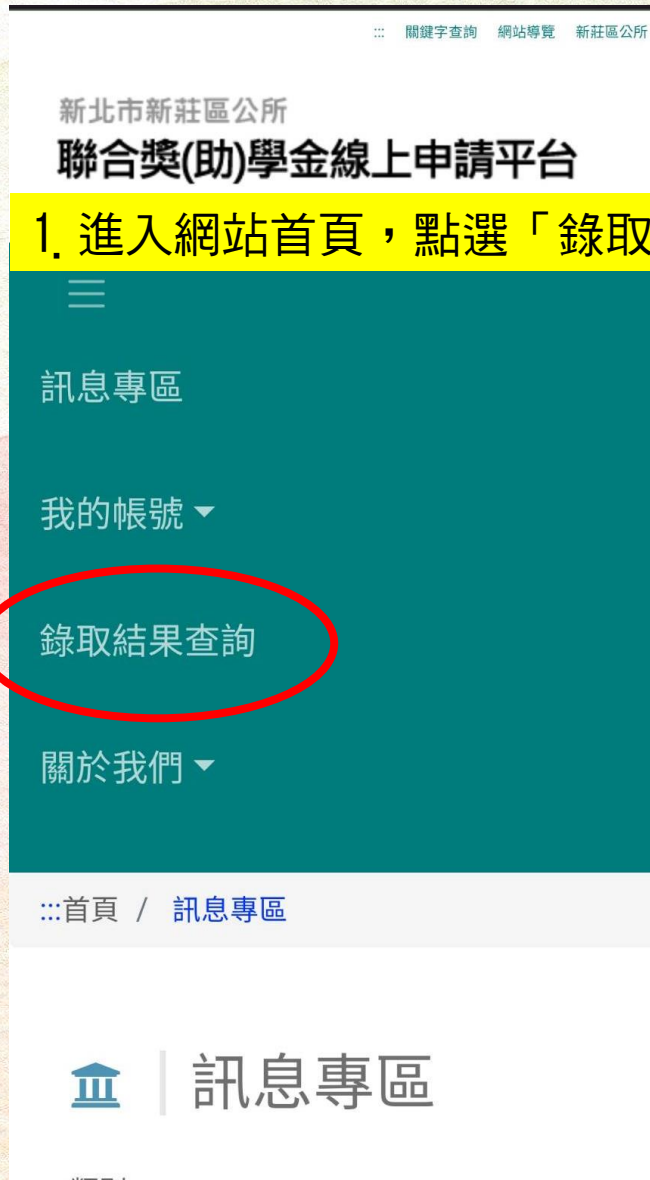 ::: 關鍵字查詢 網站導覽 新莊區公所
新北市新莊區公所
聯合獎(助)學金線上申請平台
1. 進入網站首頁，點選「錄取
訊息專區
我的帳號
錄取結果查詢
關於我們
:::首頁 / 訊息專區
訊息專區